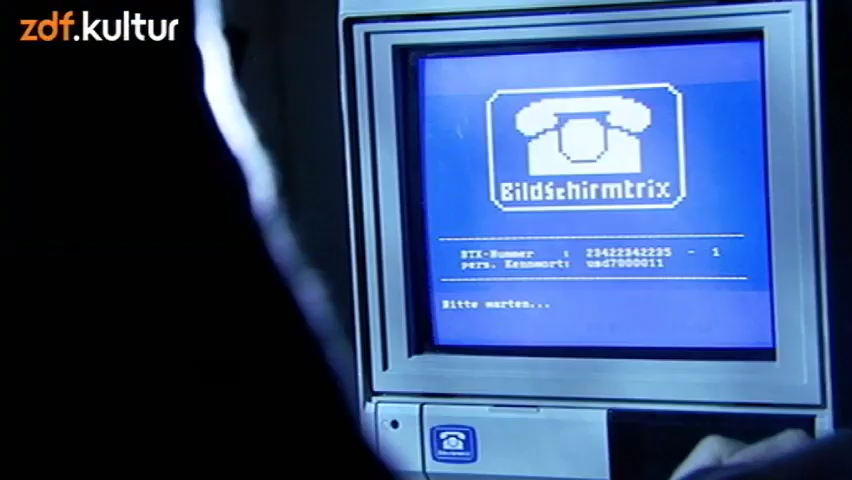 zdf.kultur
Bildschirmtrix
BTX-Nummer : 23422342235 - 1
pers. Kennwort: usd7000011
Bitte warten...